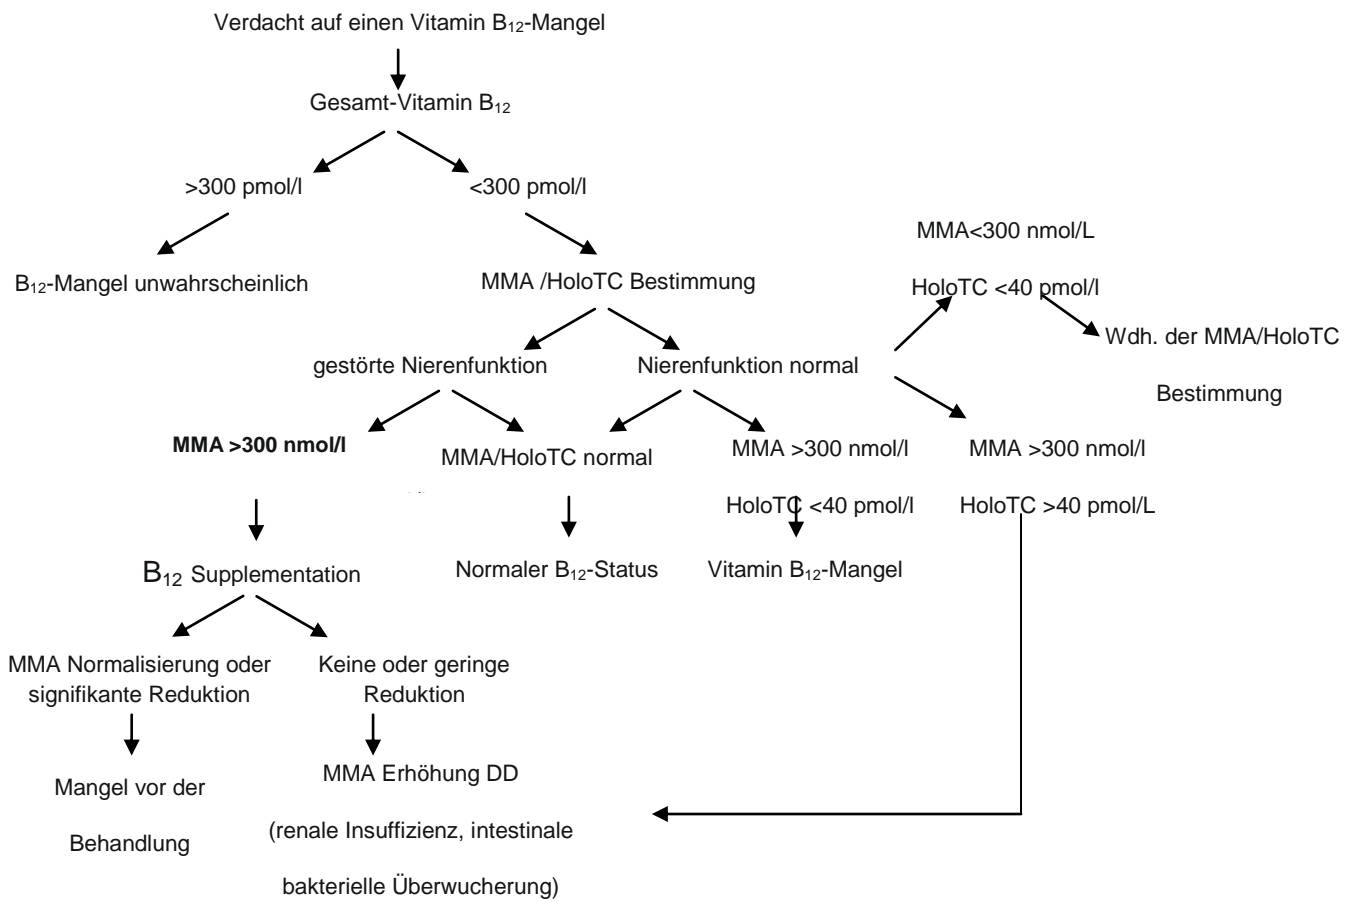 Verdacht auf einen Vitamin B₁₂-Mangel
Gesamt-Vitamin B₁₂
>300 pmol/l
<300 pmol/l
MMA<300 nmol/L
HoloTC <40 pmol/l
B₁₂-Mangel unwahrscheinlich
MMA /HoloTC Bestimmung
Wdh. der MMA/HoloTC
Bestimmung
gestörte Nierenfunktion
Nierenfunktion normal
MMA >300 nmol/l
MMA/HoloTC normal
MMA >300 nmol/l
HoloTC <40 pmol/l
MMA >300 nmol/l
HoloTC >40 pmol/L
B₁₂ Supplementation
Normaler B₁₂-Status
Vitamin B₁₂-Mangel
MMA Normalisierung oder
signifikante Reduktion
Keine oder geringe
Reduktion
Mangel vor der
Behandlung
MMA Erhöhung DD
(renale Insuffizienz, intestinale
bakterielle Überwucherung)